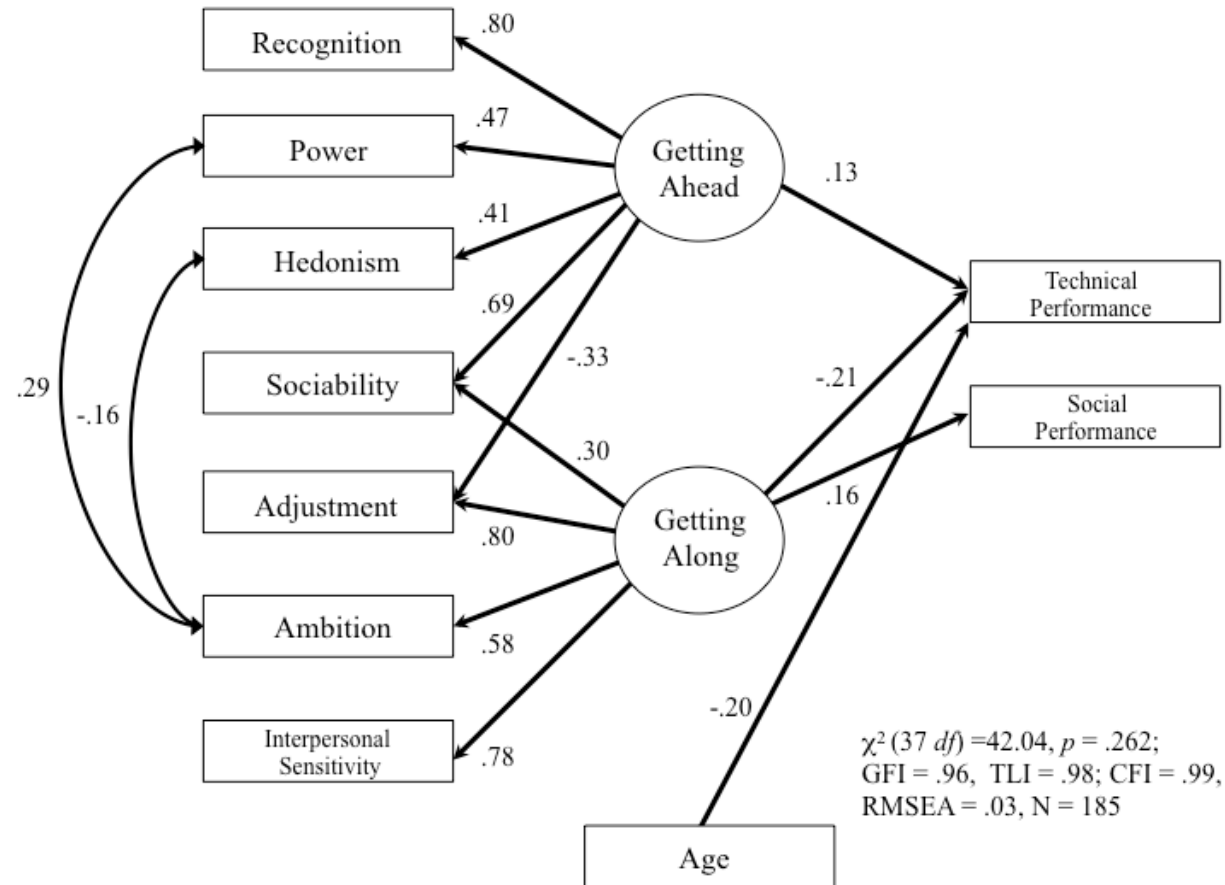 Recognition
.80
Power
.47
Getting
Ahead
.13
Hedonism
.41
Technical
Performance
.69
Sociability
-.33
-.21
.29
-.16
Social
Performance
.30
.16
Adjustment
.80
Getting
Along
Ambition
.58
Interpersonal
Sensitivity
.78
-.20
χ² (37 df) =42.04, p = .262;
GFI = .96, TLI = .98; CFI = .99,
RMSEA = .03, N = 185
Age